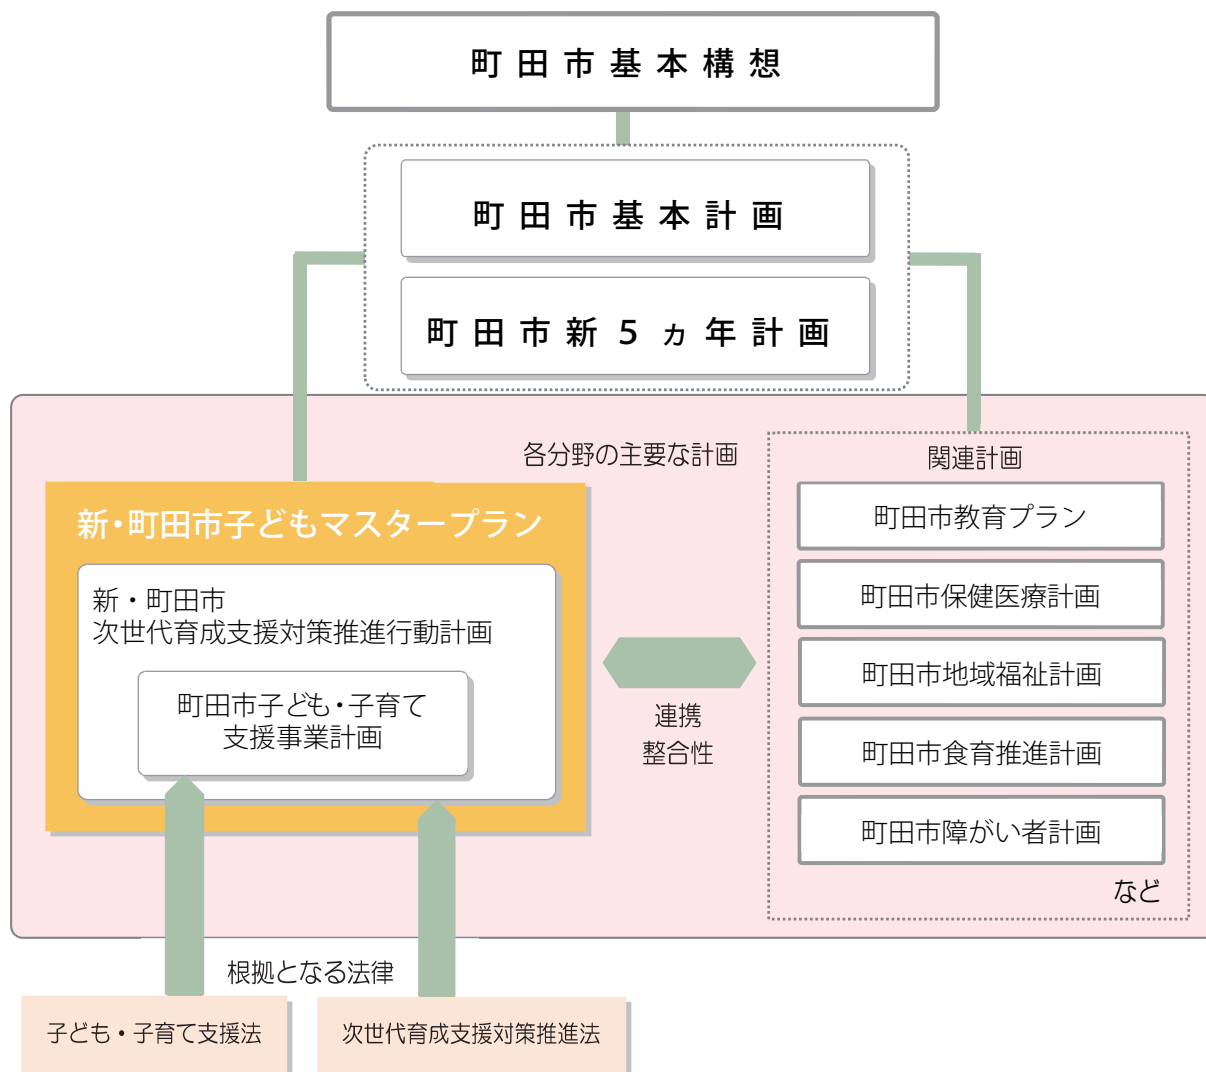 町田市基本構想
町田市基本計画
町田市新5ヵ年計画
各分野の主要な計画
新・町田市子どもマスタープラン
新・町田市
次世代育成支援対策推進行動計画
町田市子ども・子育て
支援事業計画
連携
整合性
関連計画
町田市教育プラン
町田市保健医療計画
町田市地域福祉計画
町田市食育推進計画
町田市障がい者計画
など
根拠となる法律
子ども・子育て支援法
次世代育成支援対策推進法